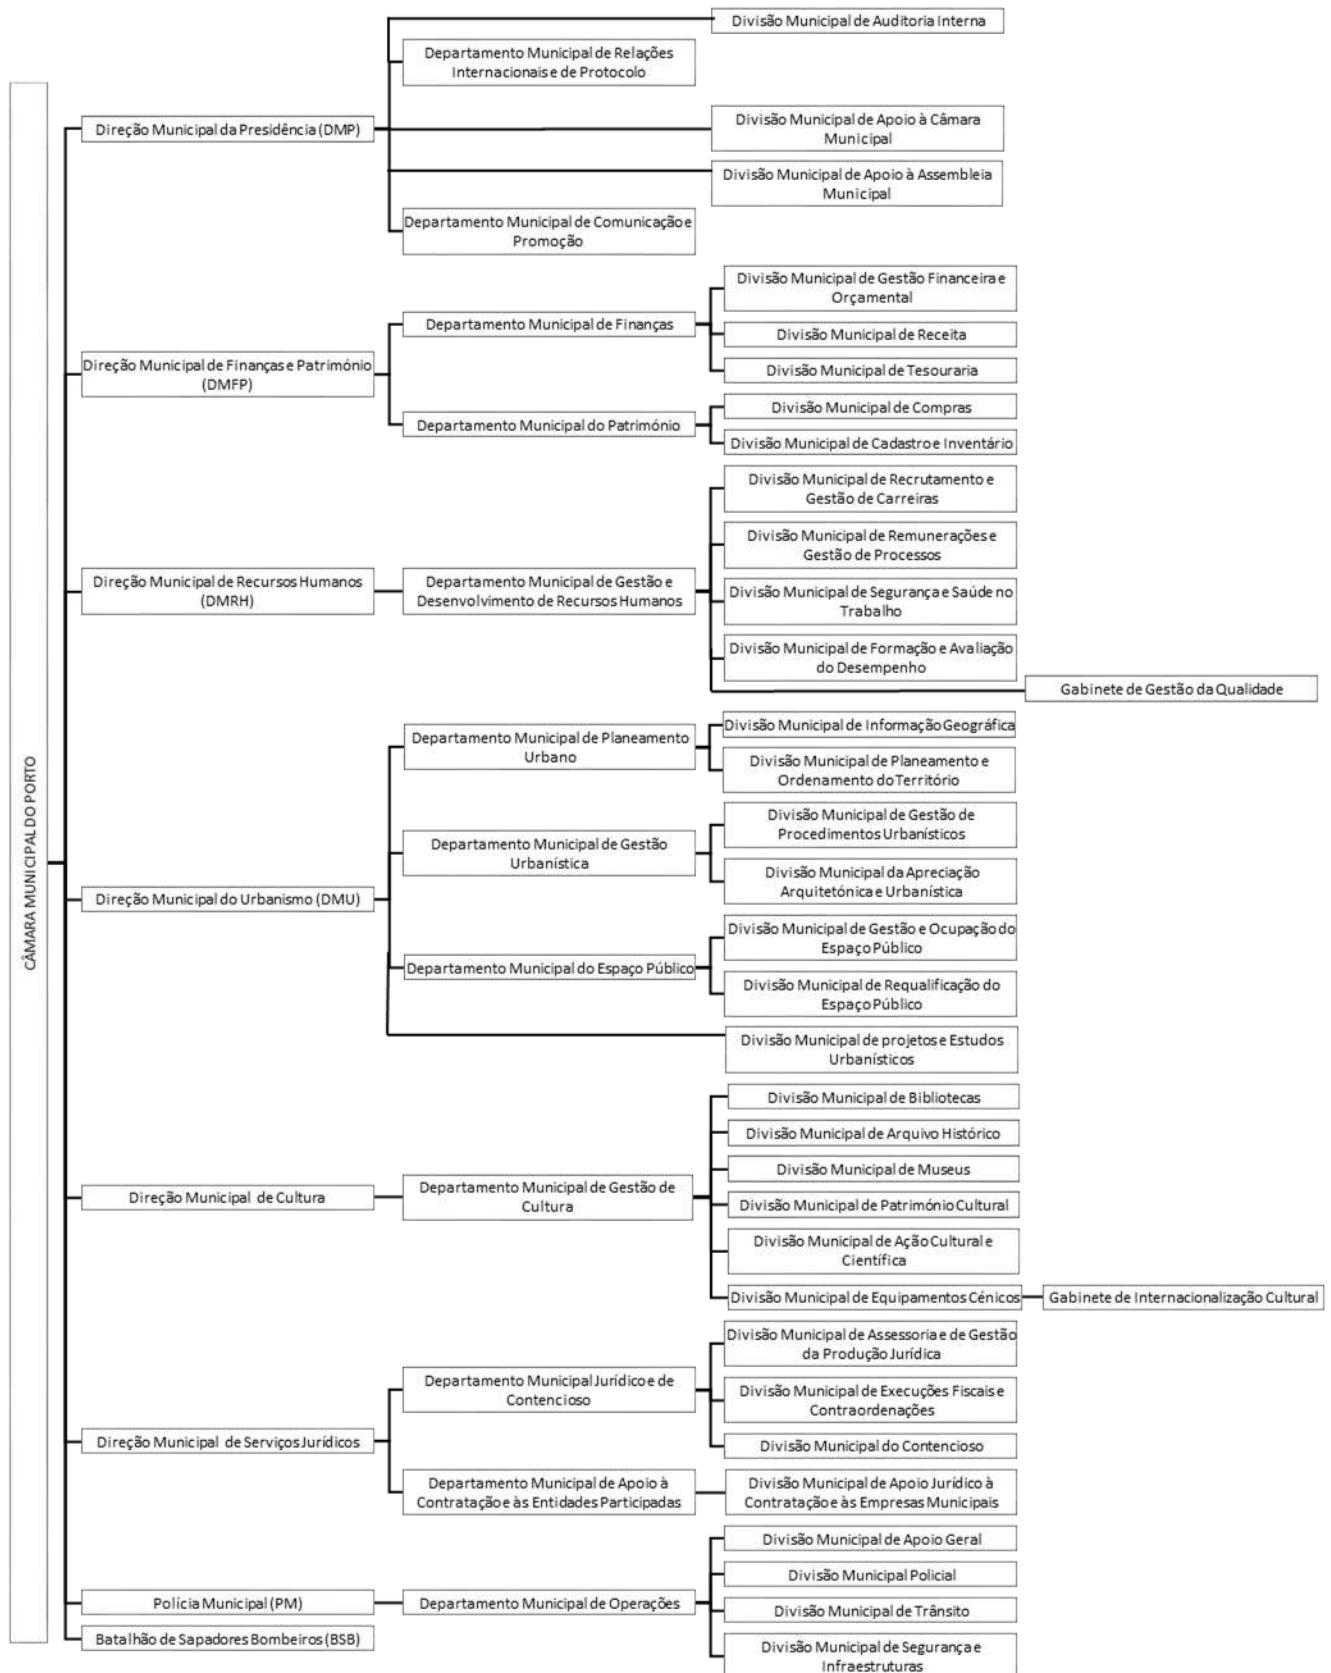 CÂMARA MUNICIPAL DO PORTO
Direção Municipal da Presidência (DMP)
Divisão Municipal de Auditoria Interna
Departamento Municipal de Relações
Internacionais e de Protocolo
Divisão Municipal de Apoio à Câmara
Municipal
Divisão Municipal de Apoio à Assembleia
Municipal
Departamento Municipal de Comunicação e
Promoção
Direção Municipal de Finanças e Património
(DMFP)
Departamento Municipal de Finanças
Divisão Municipal de Gestão Financeira e
Orçamental
Divisão Municipal de Receita
Divisão Municipal de Tesouraria
Departamento Municipal do Património
Divisão Municipal de Compras
Divisão Municipal de Cadastro e Inventário
Direção Municipal de Recursos Humanos
(DMRH)
Departamento Municipal de Gestão e
Desenvolvimento de Recursos Humanos
Divisão Municipal de Recrutamento e
Gestão de Carreiras
Divisão Municipal de Remunerações e
Gestão de Processos
Divisão Municipal de Segurança e Saúde no
Trabalho
Divisão Municipal de Formação e Avaliação
do Desempenho
Gabinete de Gestão da Qualidade
Direção Municipal do Urbanismo (DMU)
Departamento Municipal de Planeamento
Urbano
Divisão Municipal de Informação Geográfica
Divisão Municipal de Planeamento e
Ordenamento do Território
Departamento Municipal de Gestão
Urbanística
Divisão Municipal de Gestão de
Procedimentos Urbanísticos
Divisão Municipal da Apreciação
Arquitetónica e Urbanística
Departamento Municipal do Espaço Público
Divisão Municipal de Gestão e Ocupação do
Espaço Público
Divisão Municipal de Requalificação do
Espaço Público
Divisão Municipal de projetos e Estudos
Urbanísticos
Direção Municipal de Cultura
Departamento Municipal de Gestão de
Cultura
Divisão Municipal de Bibliotecas
Divisão Municipal de Arquivo Histórico
Divisão Municipal de Museus
Divisão Municipal de Património Cultural
Divisão Municipal de Ação Cultural e
Científica
Divisão Municipal de Equipamentos Cénicos
Gabinete de Internacionalização Cultural
Direção Municipal de Serviços Jurídicos
Departamento Municipal Jurídico e de
Contencioso
Divisão Municipal de Assessoria e de Gestão
da Produção Jurídica
Divisão Municipal de Execuções Fiscais e
Contraordenações
Divisão Municipal do Contencioso
Departamento Municipal de Apoio à
Contratação e às Entidades Participadas
Divisão Municipal de Apoio Jurídico à
Contratação e às Empresas Municipais
Polícia Municipal (PM)
Departamento Municipal de Operações
Divisão Municipal de Apoio Geral
Divisão Municipal Policial
Divisão Municipal de Trânsito
Divisão Municipal de Segurança e
Infraestruturas
Batalhão de Sapadores Bombeiros (BSB)